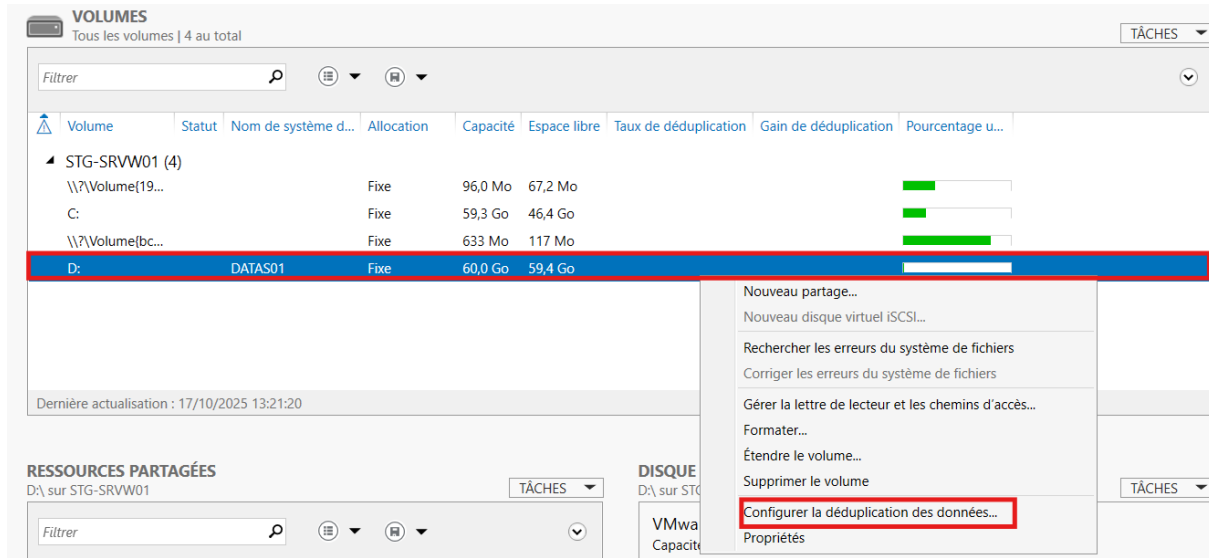 VOLUMES
Tous les volumes | 4 au total
TÂCHES
Filtrer
Volume Statut Nom de système d... Allocation Capacité Espace libre Taux de déduplication Gain de déduplication Pourcentage u...
STG-SRVW01 (4)
\\?\Volume{19... Fixe 96,0 Mo 67,2 Mo
C: Fixe 59,3 Go 46,4 Go
\\?\Volume{bc... Fixe 633 Mo 117 Mo
D: DATAS01 Fixe 60,0 Go 59,4 Go
Nouveau partage...
Nouveau disque virtuel iSCSI...
Rechercher les erreurs du système de fichiers
Corriger les erreurs du système de fichiers
Gérer la lettre de lecteur et les chemins d'accès...
Formater...
Étendre le volume...
Supprimer le volume
Configurer la déduplication des données...
Propriétés
Dernière actualisation : 17/10/2025 13:21:20
RESSOURCES PARTAGÉES
D:\ sur STG-SRVW01
TÂCHES
Filtrer
DISQUE
D:\ sur STG
TÂCHES
VMwa
Capacité